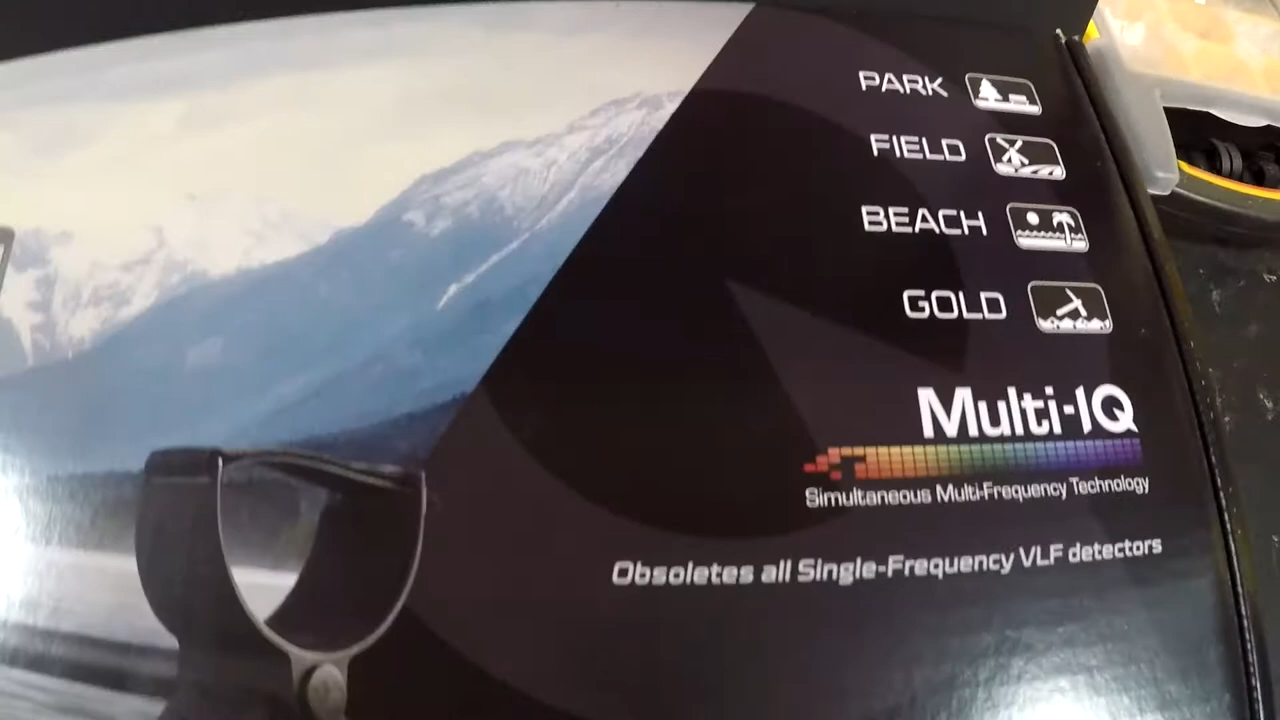 PARK
FIELD
BEACH
GOLD
Multi-IQ
Simultaneous Multi-Frequency Technology
Obsoletes all Single-Frequency VLF detectors